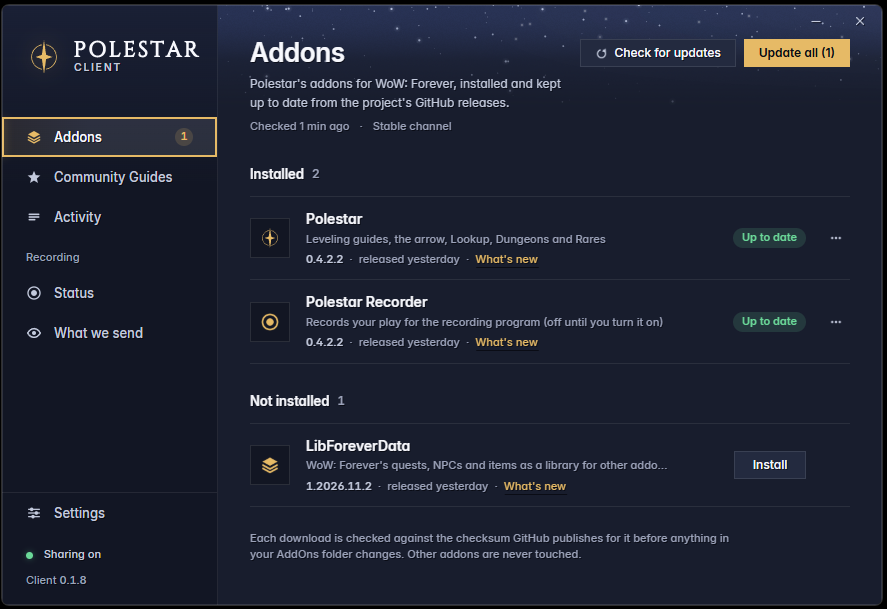 POLESTAR
CLIENT
Addons 1
Community Guides
Activity
Recording
Status
What we send
Settings
Sharing on
Client 0.1.8
Addons
Check for updates
Update all (1)
Polestar's addons for WoW: Forever, installed and kept
up to date from the project's GitHub releases.
Checked 1 min ago · Stable channel
Installed 2
Polestar
Leveling guides, the arrow, Lookup, Dungeons and Rares
0.4.2.2 · released yesterday · What's new
Up to date
Polestar Recorder
Records your play for the recording program (off until you turn it on)
0.4.2.2 · released yesterday · What's new
Up to date
Not installed 1
LibForeverData
WoW: Forever's quests, NPCs and items as a library for other addo...
1.2026.11.2 · released yesterday · What's new
Install
Each download is checked against the checksum GitHub publishes for it before anything in
your AddOns folder changes. Other addons are never touched.